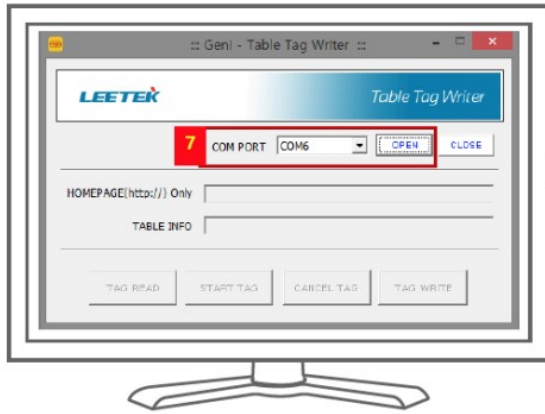 ::: GenI - Table Tag Writer :::
LEETEK
Table Tag Writer
7 COM PORT COM6 OPEN CLOSE
HOMEPAGE(http://) Only
TABLE INFO
TAG READ START TAG CANCEL TAG TAG WRITE